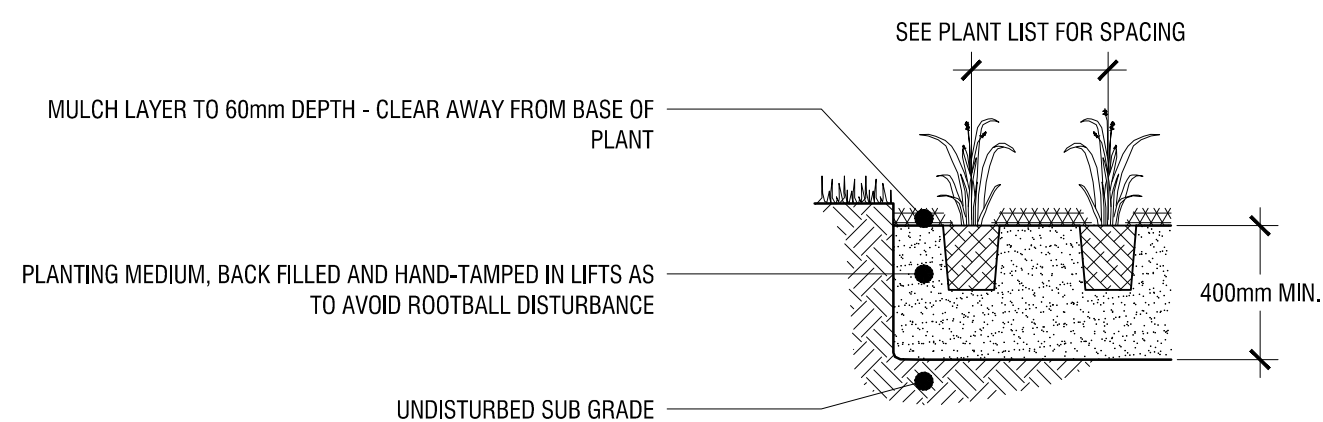 SEE PLANT LIST FOR SPACING
MULCH LAYER TO 60mm DEPTH - CLEAR AWAY FROM BASE OF
PLANT
PLANTING MEDIUM, BACK FILLED AND HAND-TAMPED IN LIFTS AS
TO AVOID ROOTBALL DISTURBANCE
400mm MIN.
UNDISTURBED SUB GRADE